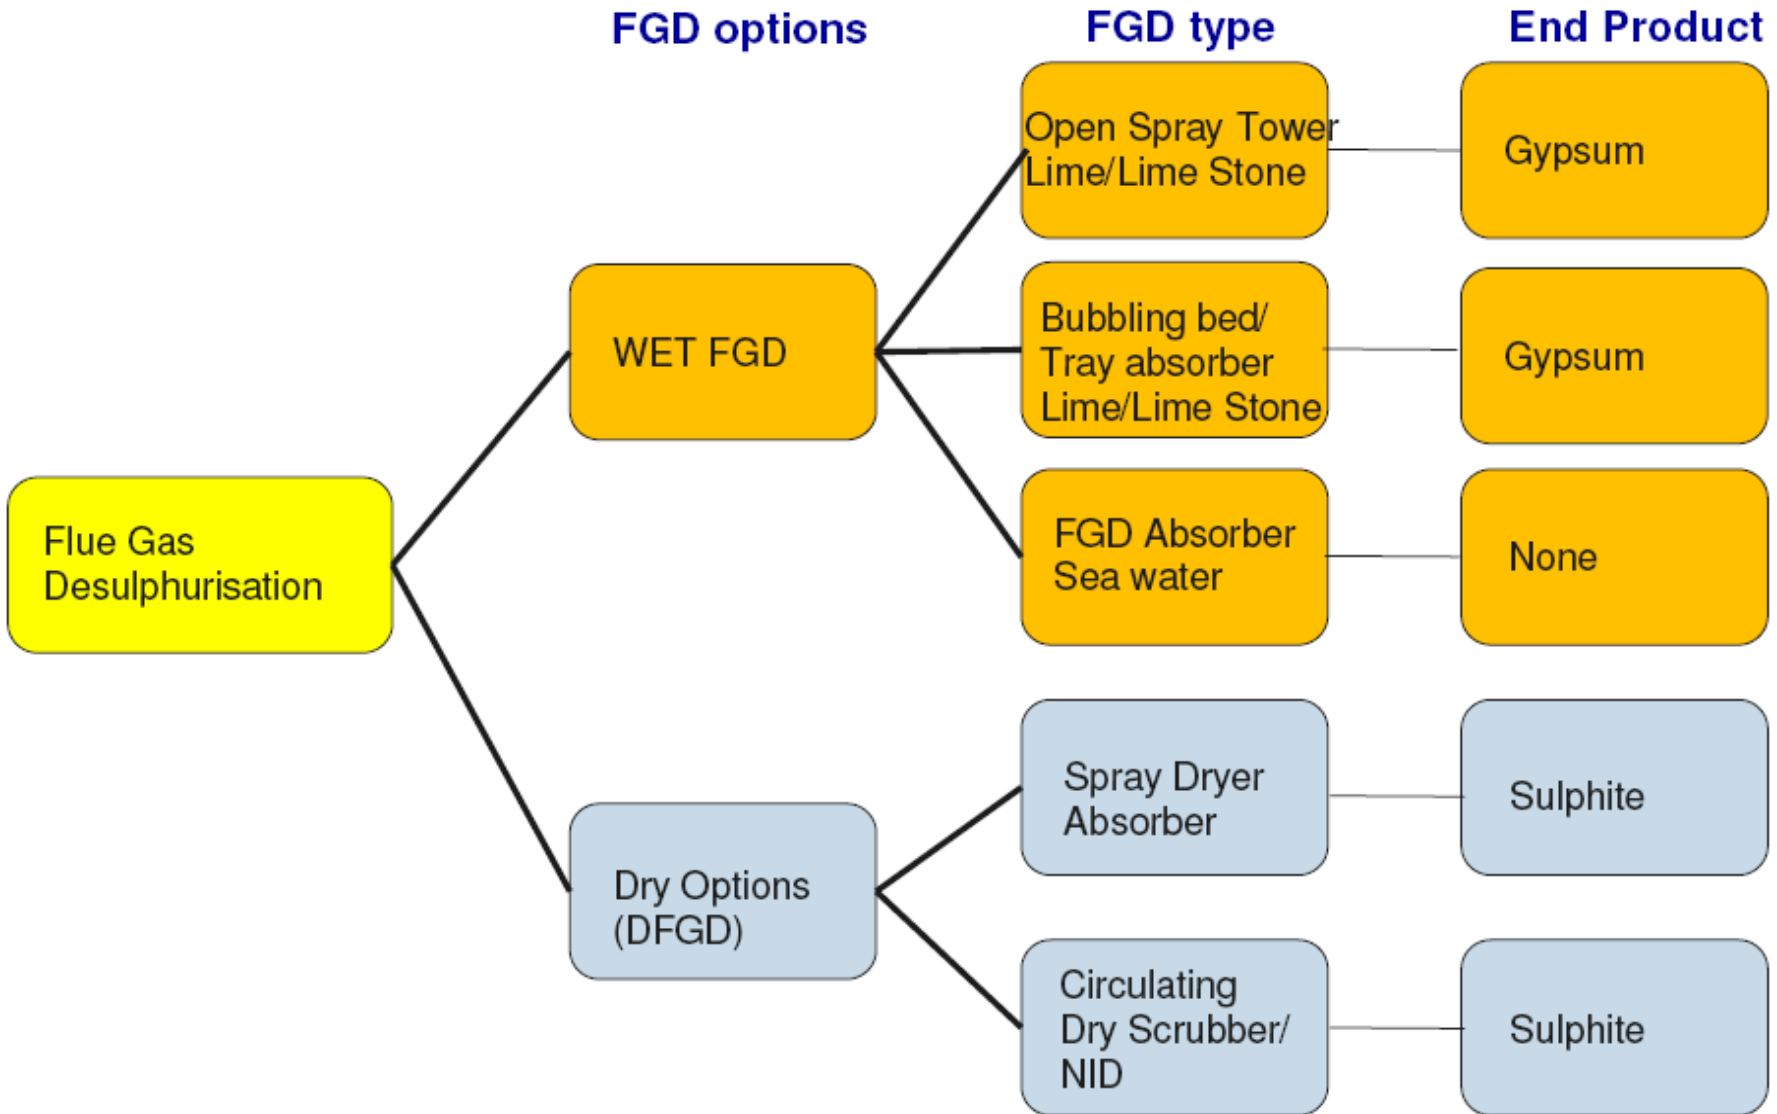 FGD options
FGD type
End Product
Open Spray Tower
Lime/Lime Stone
Gypsum
WET FGD
Bubbling bed/
Tray absorber
Lime/Lime Stone
Gypsum
Flue Gas
Desulphurisation
FGD Absorber
Sea water
None
Dry Options
(DFGD)
Spray Dryer
Absorber
Sulphite
Circulating
Dry Scrubber/
NID
Sulphite